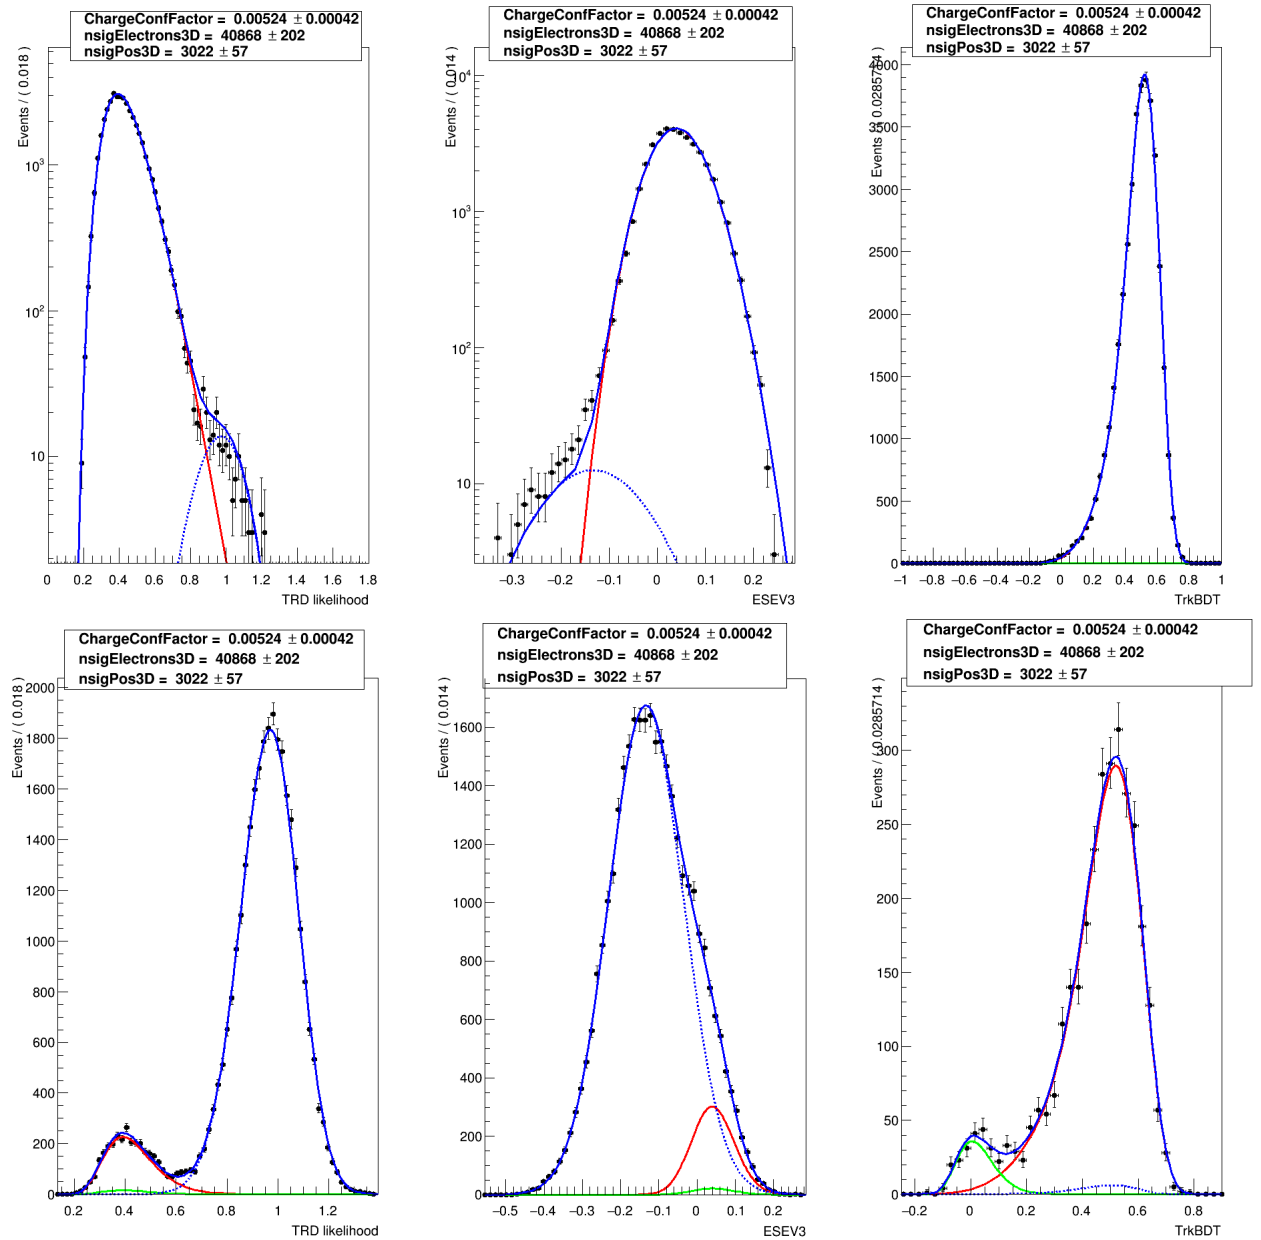 ChargeConfFactor = 0.00524 ± 0.00042
nsigElectrons3D = 40868 ± 202
nsigPos3D = 3022 ± 57
Events / ( 0.018 )
10³
10²
10
0 0.2 0.4 0.6 0.8 1 1.2 1.4 1.6 1.8
TRD likelihood
ChargeConfFactor = 0.00524 ± 0.00042
nsigElectrons3D = 40868 ± 202
nsigPos3D = 3022 ± 57
Events / ( 0.014 )
10⁴
10³
10²
10
−0.3 −0.2 −0.1 0 0.1 0.2
ESEV3
ChargeConfFactor = 0.00524 ± 0.00042
nsigElectrons3D = 40868 ± 202
nsigPos3D = 3022 ± 57
Events / ( 0.0285714 )
4000
3500
3000
2500
2000
1500
1000
500
0
−1 −0.8 −0.6 −0.4 −0.2 0 0.2 0.4 0.6 0.8 1
TrkBDT
ChargeConfFactor = 0.00524 ± 0.00042
nsigElectrons3D = 40868 ± 202
nsigPos3D = 3022 ± 57
Events / ( 0.018 )
2000
1800
1600
1400
1200
1000
800
600
400
200
0
0.2 0.4 0.6 0.8 1 1.2
TRD likelihood
ChargeConfFactor = 0.00524 ± 0.00042
nsigElectrons3D = 40868 ± 202
nsigPos3D = 3022 ± 57
Events / ( 0.014 )
1600
1400
1200
1000
800
600
400
200
0
−0.5 −0.4 −0.3 −0.2 −0.1 0 0.1 0.2
ESEV3
ChargeConfFactor = 0.00524 ± 0.00042
nsigElectrons3D = 40868 ± 202
nsigPos3D = 3022 ± 57
Events / ( 0.0285714 )
300
250
200
150
100
50
0
−0.2 0 0.2 0.4 0.6 0.8
TrkBDT